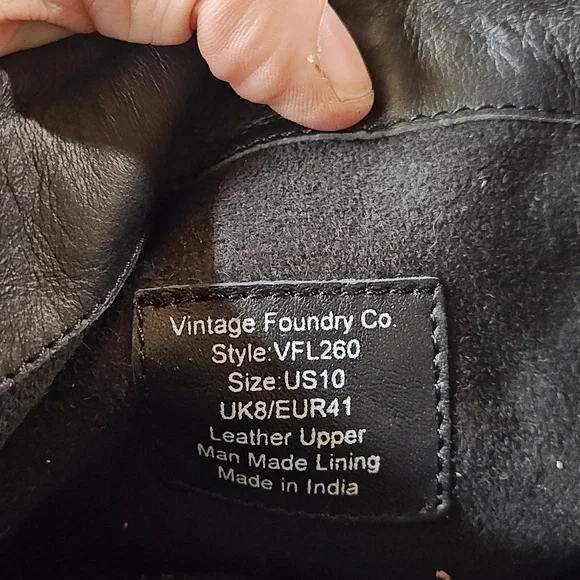 Vintage Foundry Co.
Style:VFL260
Size:US10
UK8/EUR41
Leather Upper
Man Made Lining
Made in India